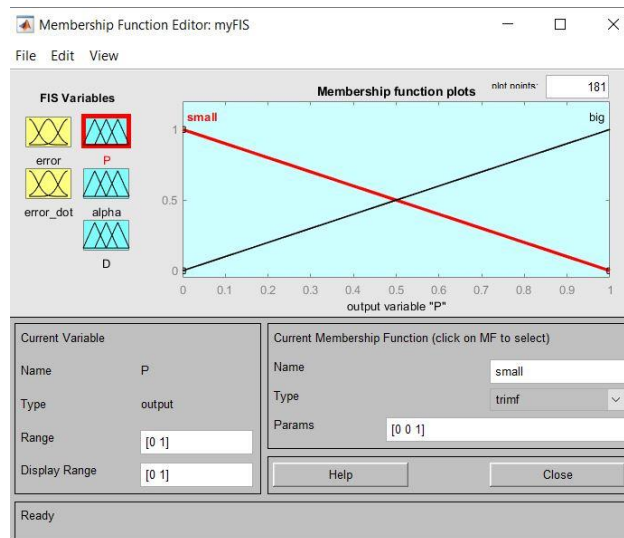 Membership Function Editor: myFIS
File Edit View
FIS Variables
Membership function plots
plot points:
181
error
P
error_dot
alpha
D
small
big
1
0.5
0
0 0.1 0.2 0.3 0.4 0.5 0.6 0.7 0.8 0.9 1
output variable "P"
Current Variable
Name P
Type output
Range [0 1]
Display Range [0 1]
Current Membership Function (click on MF to select)
Name small
Type trimf
Params [0 0 1]
Help
Close
Ready